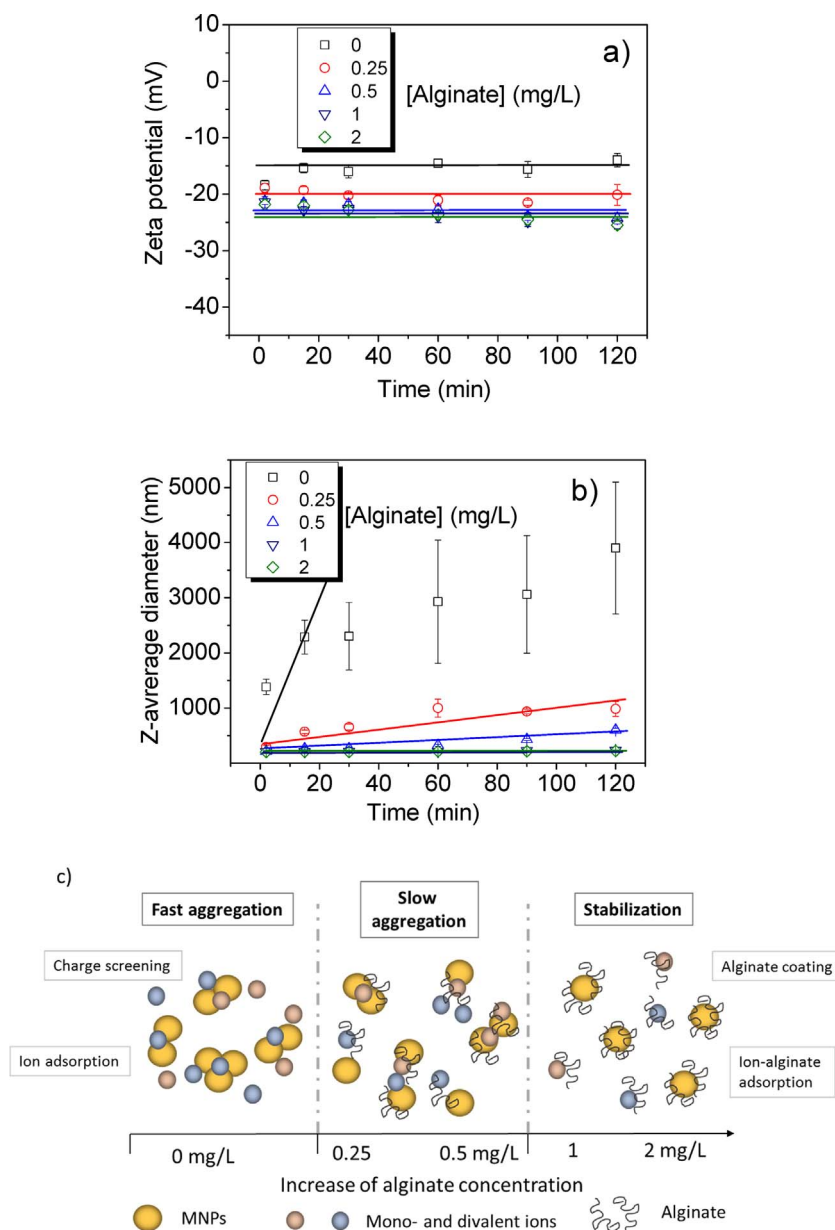 a)
10
0
-10
-20
-30
-40
Zeta potential (mV)
0
0.25
0.5
1
2
[Alginate] (mg/L)
0 20 40 60 80 100 120
Time (min)
b)
5000
4000
3000
2000
1000
Z-avrerage diameter (nm)
0
0.25
0.5
1
2
[Alginate] (mg/L)
0 20 40 60 80 100 120
Time (min)
c)
Fast aggregation
Slow
aggregation
Stabilization
Charge screening
Alginate coating
Ion adsorption
Ion-alginate
adsorption
0 mg/L 0.25 0.5 mg/L 1 2 mg/L
Increase of alginate concentration
MNPs Mono- and divalent ions Alginate